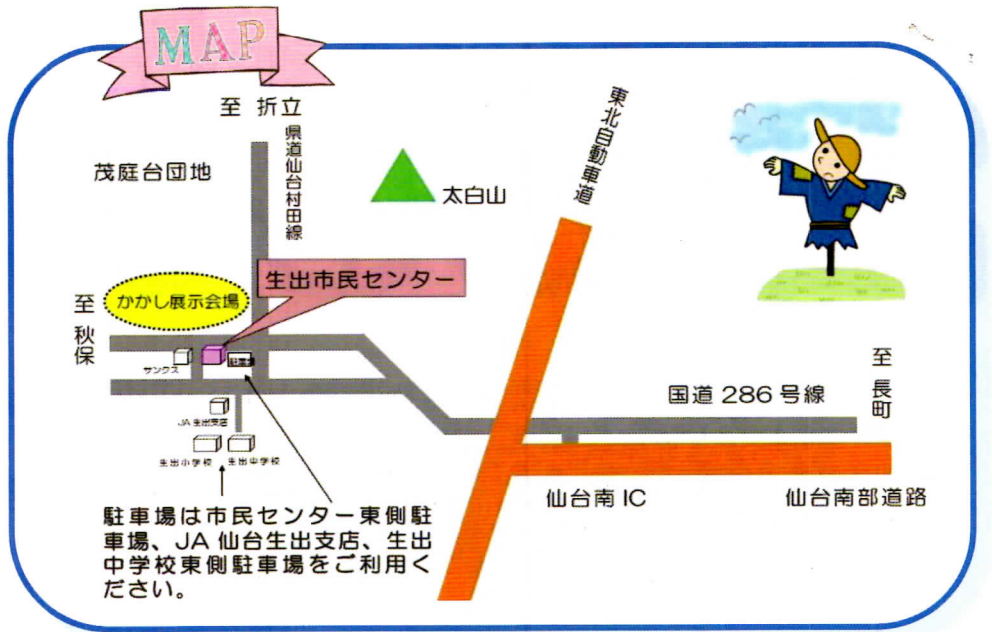 MAP
至 折立
県道仙台村田線
茂庭台団地
太白山
東北自動車道
生出市民センター
かかし展示会場
至 秋保
サンクス
駐車場
至 長町
国道 286 号線
JA 生出支店
生出小学校
生出中学校
仙台南 IC
仙台南部道路
駐車場は市民センター東側駐
車場、JA 仙台生出支店、生出
中学校東側駐車場をご利用く
ださい。